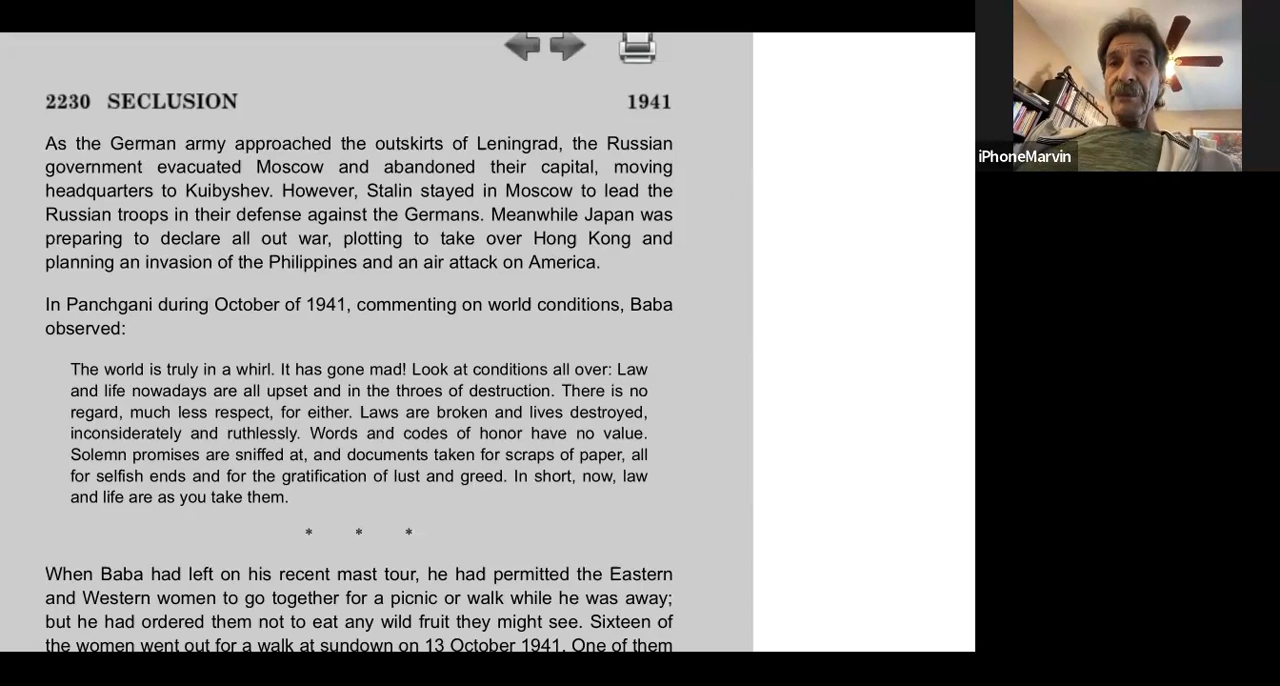 2230 SECLUSION 1941
As the German army approached the outskirts of Leningrad, the Russian
government evacuated Moscow and abandoned their capital, moving
headquarters to Kuibyshev. However, Stalin stayed in Moscow to lead the
Russian troops in their defense against the Germans. Meanwhile Japan was
preparing to declare all out war, plotting to take over Hong Kong and
planning an invasion of the Philippines and an air attack on America.
In Panchgani during October of 1941, commenting on world conditions, Baba
observed:
The world is truly in a whirl. It has gone mad! Look at conditions all over: Law
and life nowadays are all upset and in the throes of destruction. There is no
regard, much less respect, for either. Laws are broken and lives destroyed,
inconsiderately and ruthlessly. Words and codes of honor have no value.
Solemn promises are sniffed at, and documents taken for scraps of paper, all
for selfish ends and for the gratification of lust and greed. In short, now, law
and life are as you take them.
* * *
When Baba had left on his recent mast tour, he had permitted the Eastern
and Western women to go together for a picnic or walk while he was away;
but he had ordered them not to eat any wild fruit they might see. Sixteen of
the women went out for a walk at sundown on 13 October 1941. One of them
iPhoneMarvin